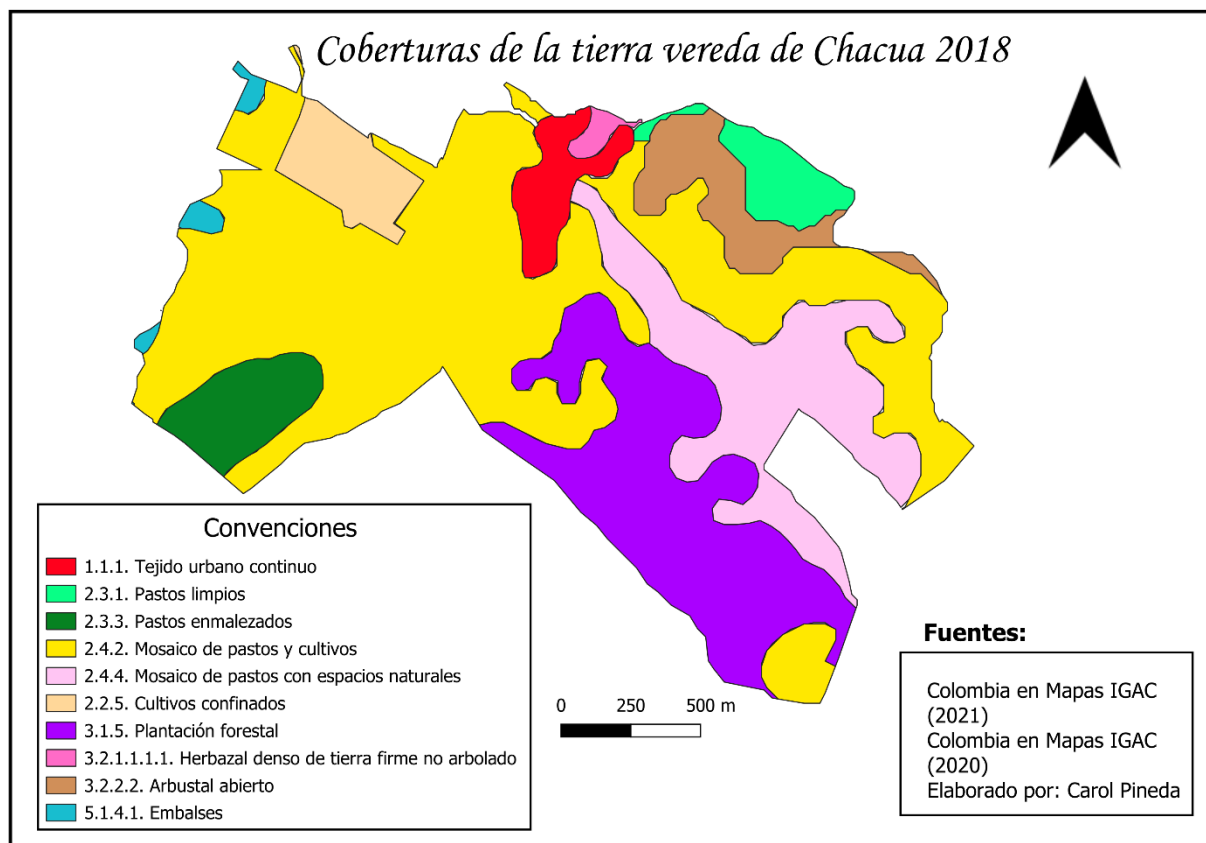 Coberturas de la tierra vereda de Chacua 2018
Convenciones
1.1.1. Tejido urbano continuo
2.3.1. Pastos limpios
2.3.3. Pastos enmalezados
2.4.2. Mosaico de pastos y cultivos
2.4.4. Mosaico de pastos con espacios naturales
2.2.5. Cultivos confinados
3.1.5. Plantación forestal
3.2.1.1.1.1. Herbazal denso de tierra firme no arbolado
3.2.2.2. Arbustal abierto
5.1.4.1. Embalses
0 250 500 m
Fuentes:
Colombia en Mapas IGAC
(2021)
Colombia en Mapas IGAC
(2020)
Elaborado por: Carol Pineda